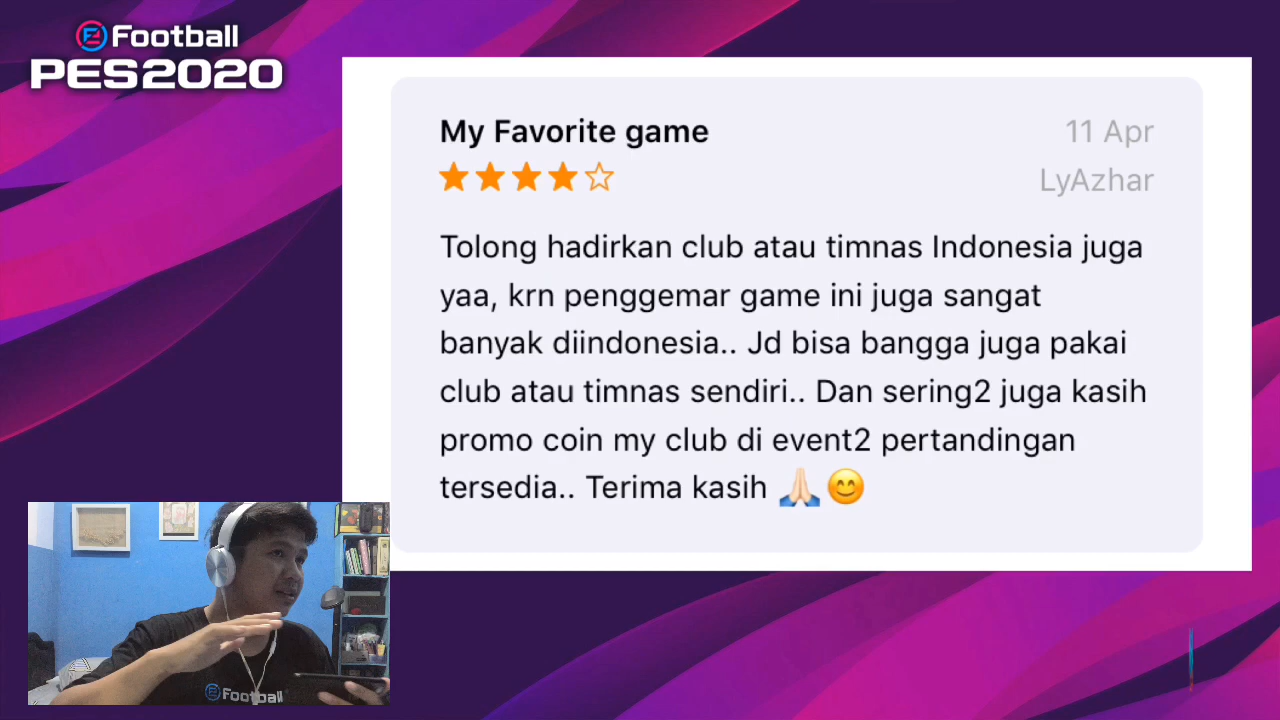 eFootball
PES2020
My Favorite game
11 Apr
LyAzhar
Tolong hadirkan club atau timnas Indonesia juga
yaa, krn penggemar game ini juga sangat
banyak diindonesia.. Jd bisa bangga juga pakai
club atau timnas sendiri.. Dan sering2 juga kasih
promo coin my club di event2 pertandingan
tersedia.. Terima kasih 🙏🏻😊
eFootball